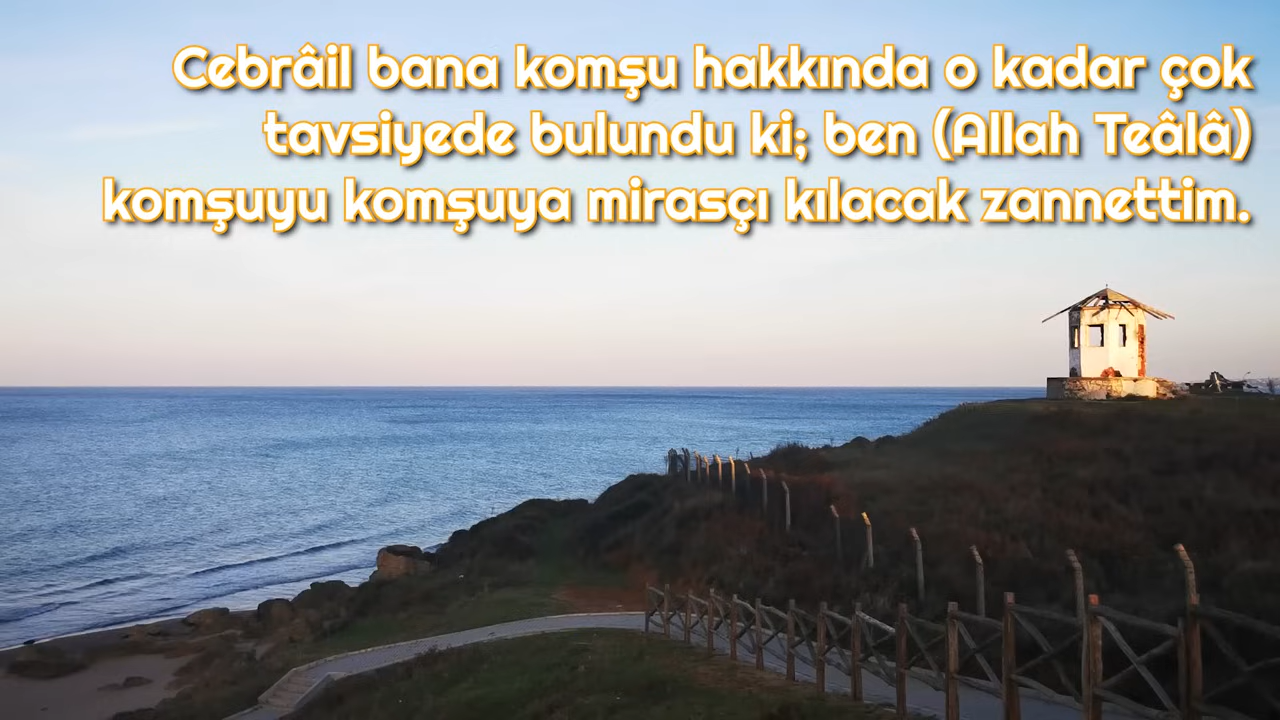 Cebrâil bana komşu hakkında o kadar çok
tavsiyede bulundu ki; ben (Allah Teâlâ)
komşuyu komşuya mirasçı kılacak zannettim.